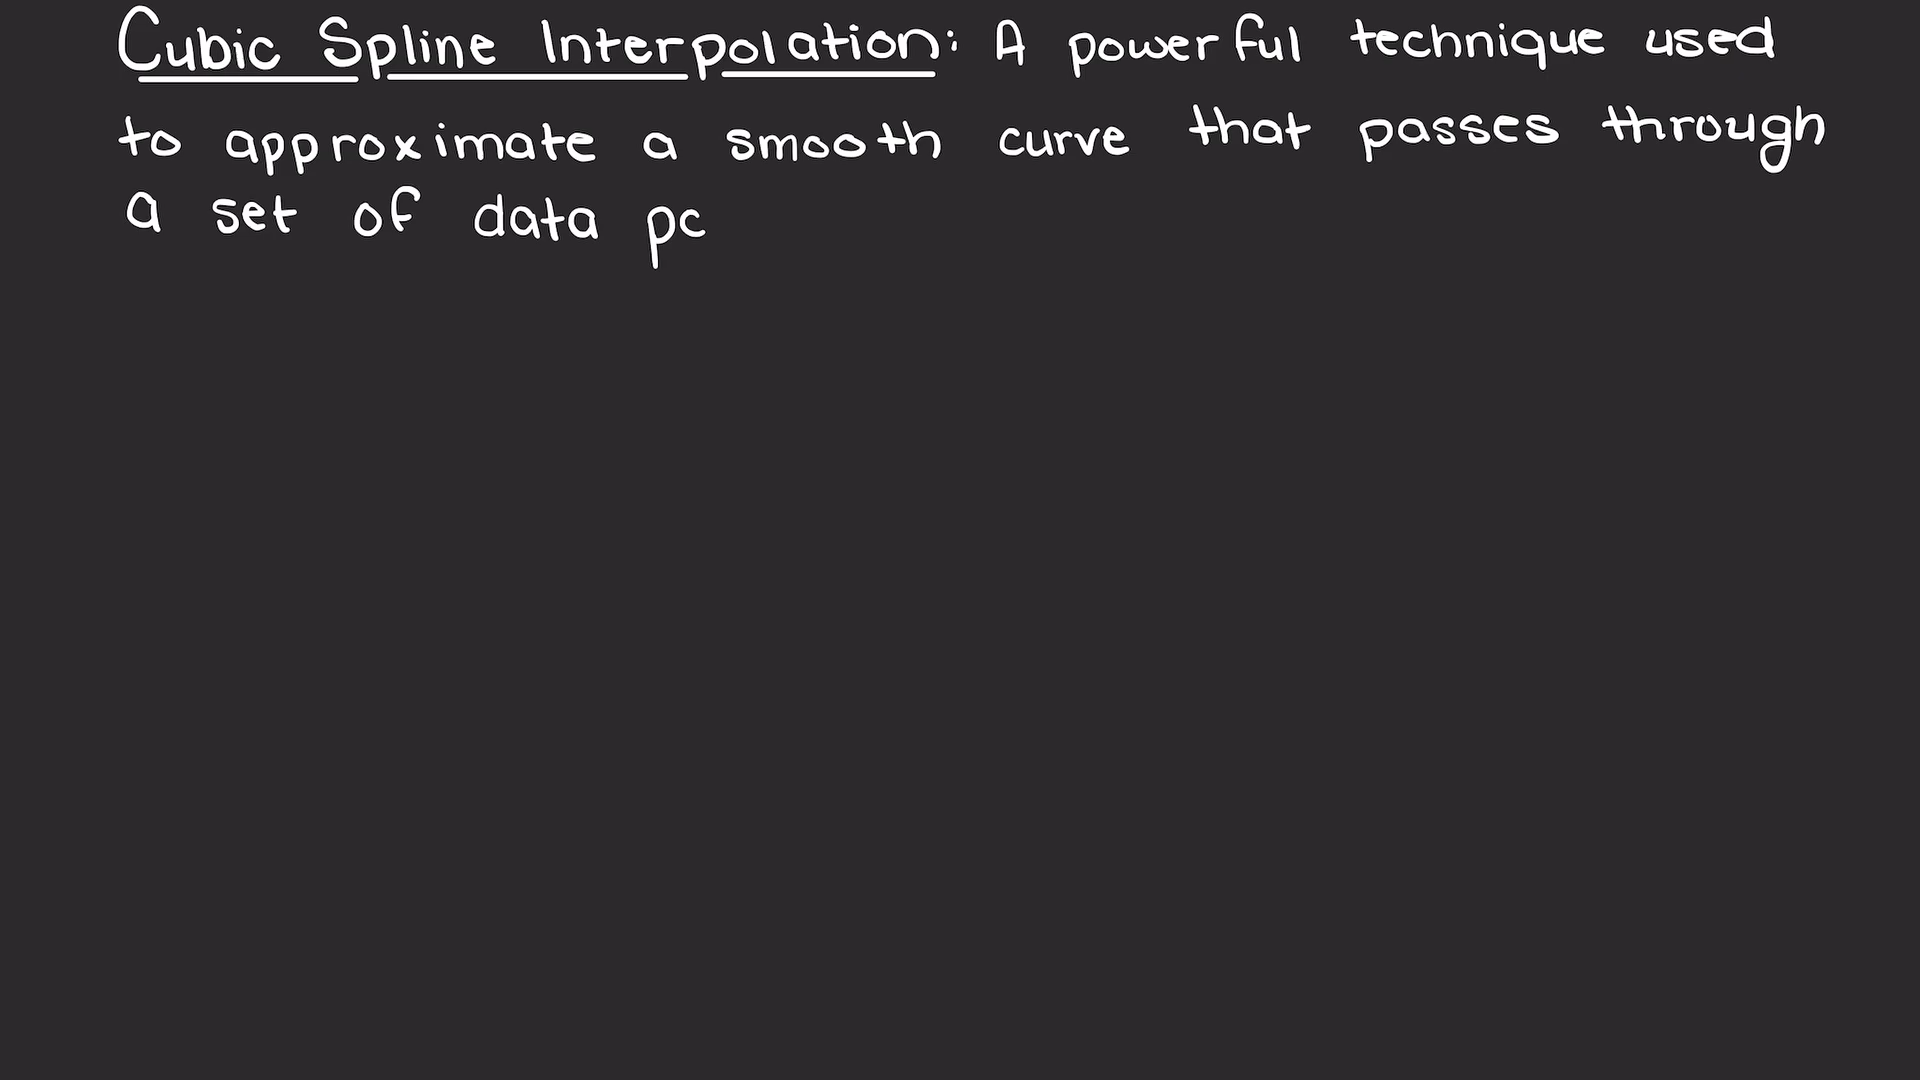 Cubic Spline Interpolation: A powerful technique used
to approximate a smooth curve that passes through
a set of data pc